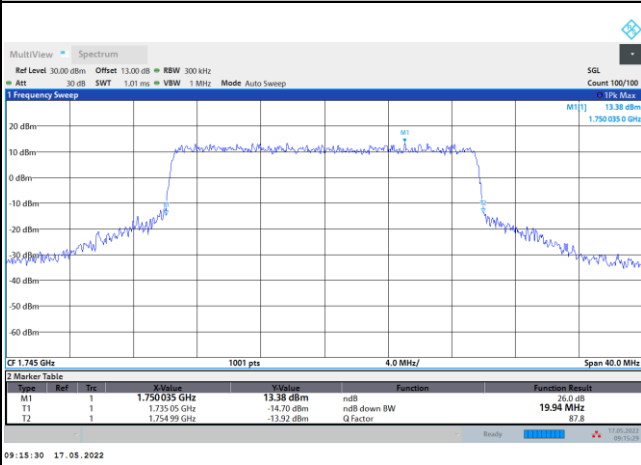 MultiView Spectrum
Ref Level 30.00 dBm Offset 13.00 dB RBW 300 kHz SGL
Att 30 dB SWT 1.01 ms VBW 1 MHz Mode Auto Sweep Count 100/100
1 Frequency Sweep 1Pk Max
M1[1] 13.38 dBm
1.750 035 0 GHz
20 dBm
M1
10 dBm
0 dBm
-10 dBm
-20 dBm
-30 dBm
-40 dBm
-50 dBm
-60 dBm
CF 1.745 GHz 1001 pts 4.0 MHz/ Span 40.0 MHz
2 Marker Table
Type Ref Trc X-Value Y-Value Function Function Result
M1 1 1.750 035 GHz 13.38 dBm ndB 26.0 dB
T1 1 1.735 05 GHz -14.70 dBm ndB down BW 19.94 MHz
T2 1 1.754 99 GHz -13.92 dBm Q Factor 87.8
Ready 17.05.2022
09:15:29
09:15:30 17.05.2022